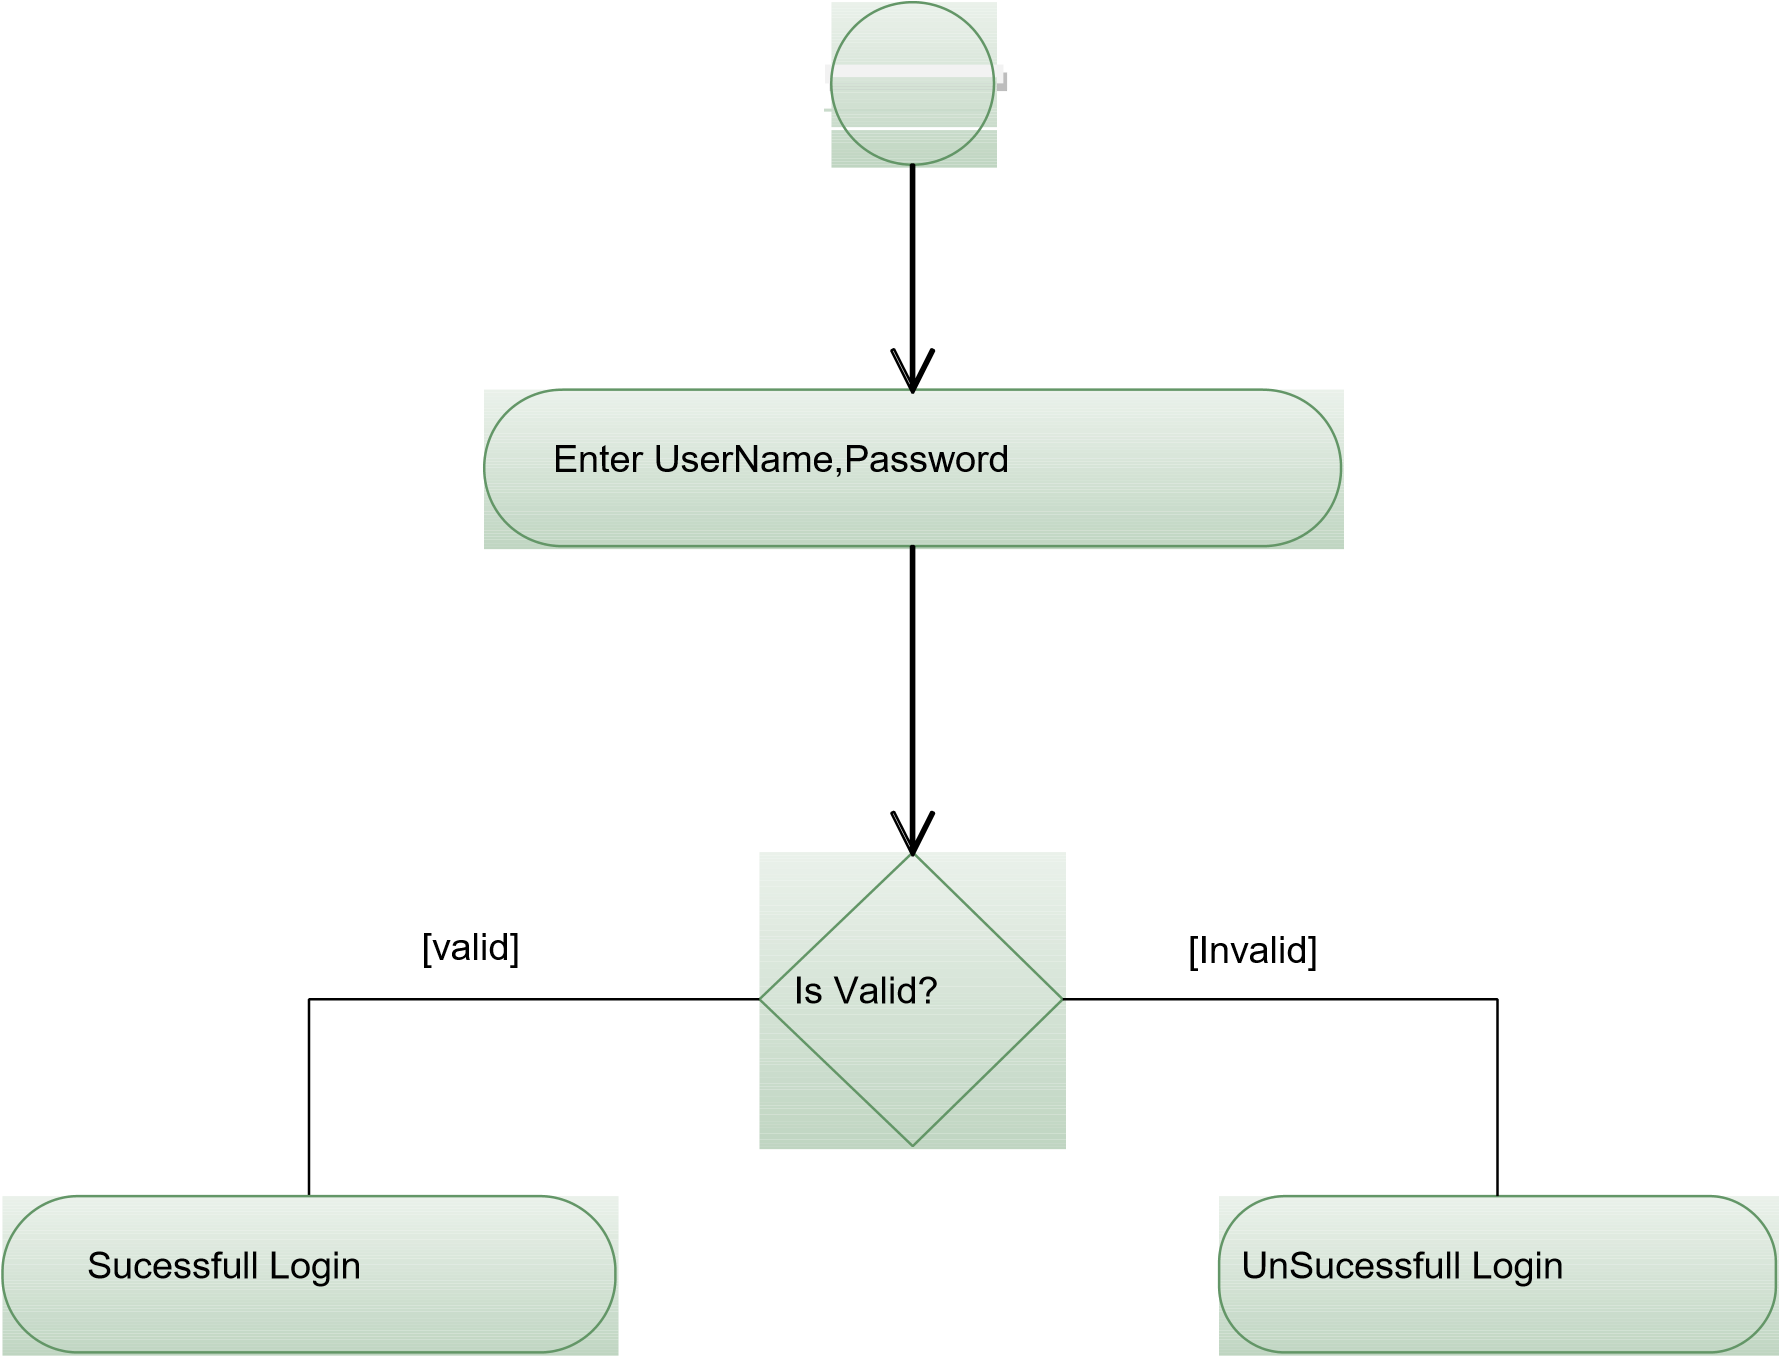 Enter UserName,Password
[valid]
[Invalid]
Is Valid?
Sucessfull Login
UnSucessfull Login